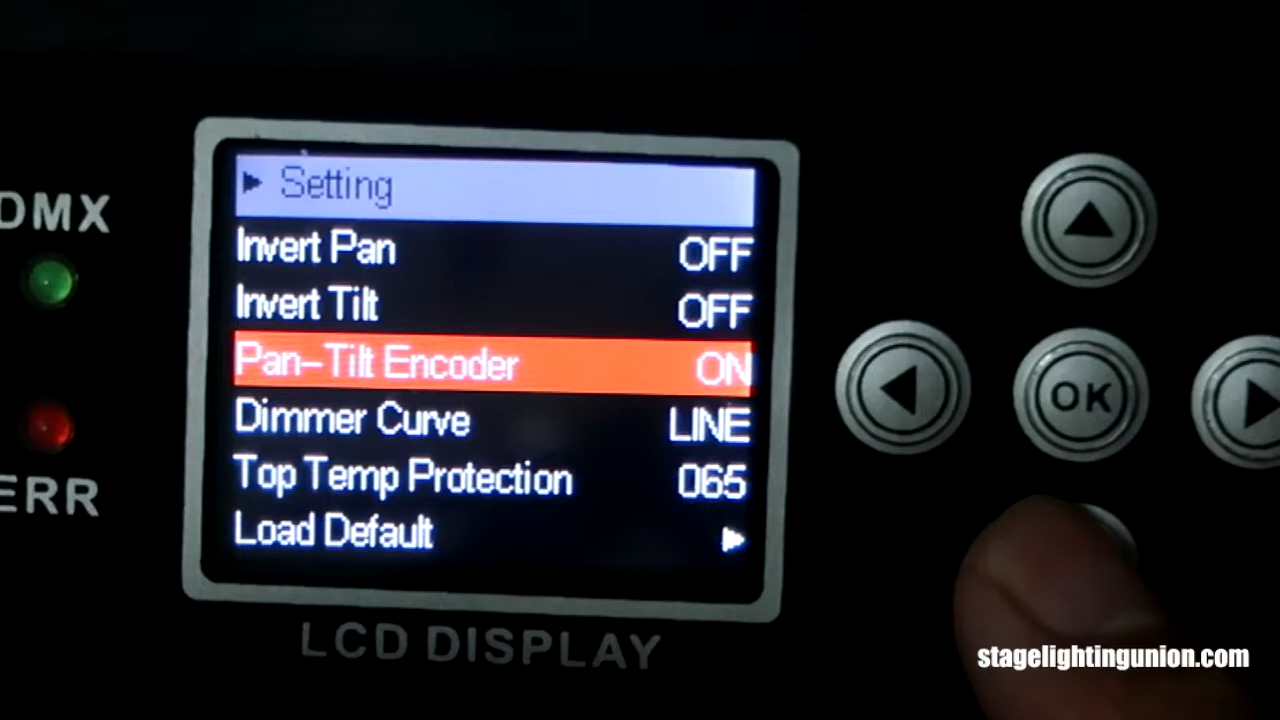 DMX
ERR
Setting
Invert Pan OFF
Invert Tilt OFF
Pan-Tilt Encoder ON
Dimmer Curve LINE
Top Temp Protection 065
Load Default
OK
LCD DISPLAY
stagelightingunion.com